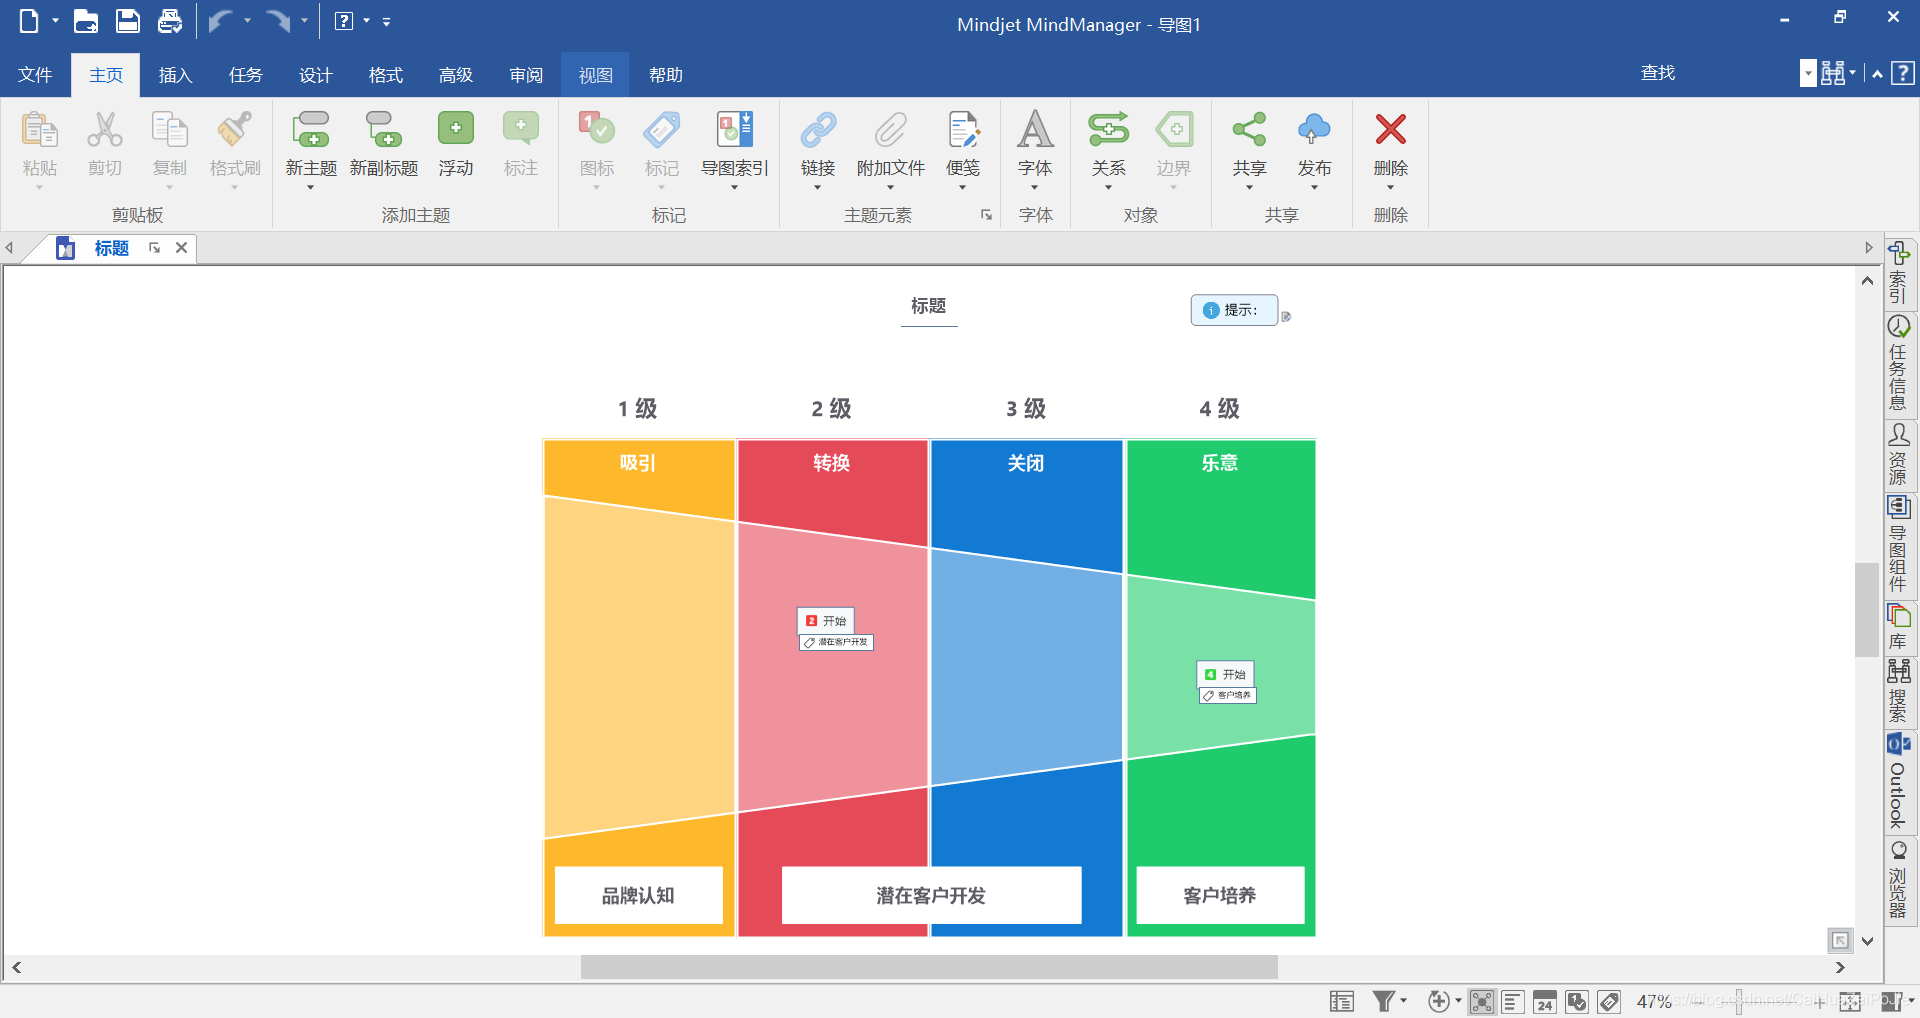 Mindjet MindManager - 导图1
文件 主页 插入 任务 设计 格式 高级 审阅 视图 帮助 查找
粘贴 剪切 复制 格式刷 新主题 新副标题 浮动 标注 图标 标记 导图索引 链接 附加文件 便笺 字体 关系 边界 共享 发布 删除
剪贴板 添加主题 标记 主题元素 字体 对象 共享 删除
标题
标题
提示：
1 级 2 级 3 级 4 级
吸引 转换 关闭 乐意
2 开始
潜在客户开发
4 开始
客户培养
品牌认知 潜在客户开发 客户培养
索引
任务信息
资源
导图组件
库
搜索
Outlook
浏览器
24
47%